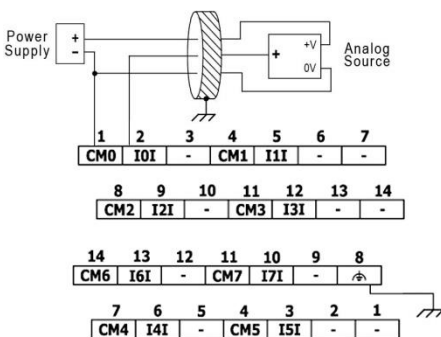 Power Supply
+
-
+
+V
0V
Analog Source
1 2 3 4 5 6 7
CM0 I0I - CM1 I1I - -
8 9 10 11 12 13 14
CM2 I2I - CM3 I3I - -
14 13 12 11 10 9 8
CM6 I6I - CM7 I7I -
7 6 5 4 3 2 1
CM4 I4I - CM5 I5I - -